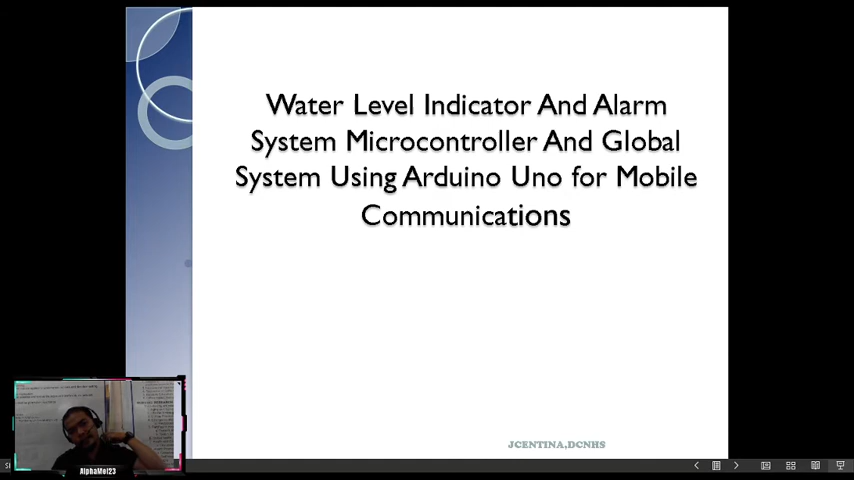 Water Level Indicator And Alarm
System Microcontroller And Global
System Using Arduino Uno for Mobile
Communications
JCENTINA,DCNHS
AlphaMel23